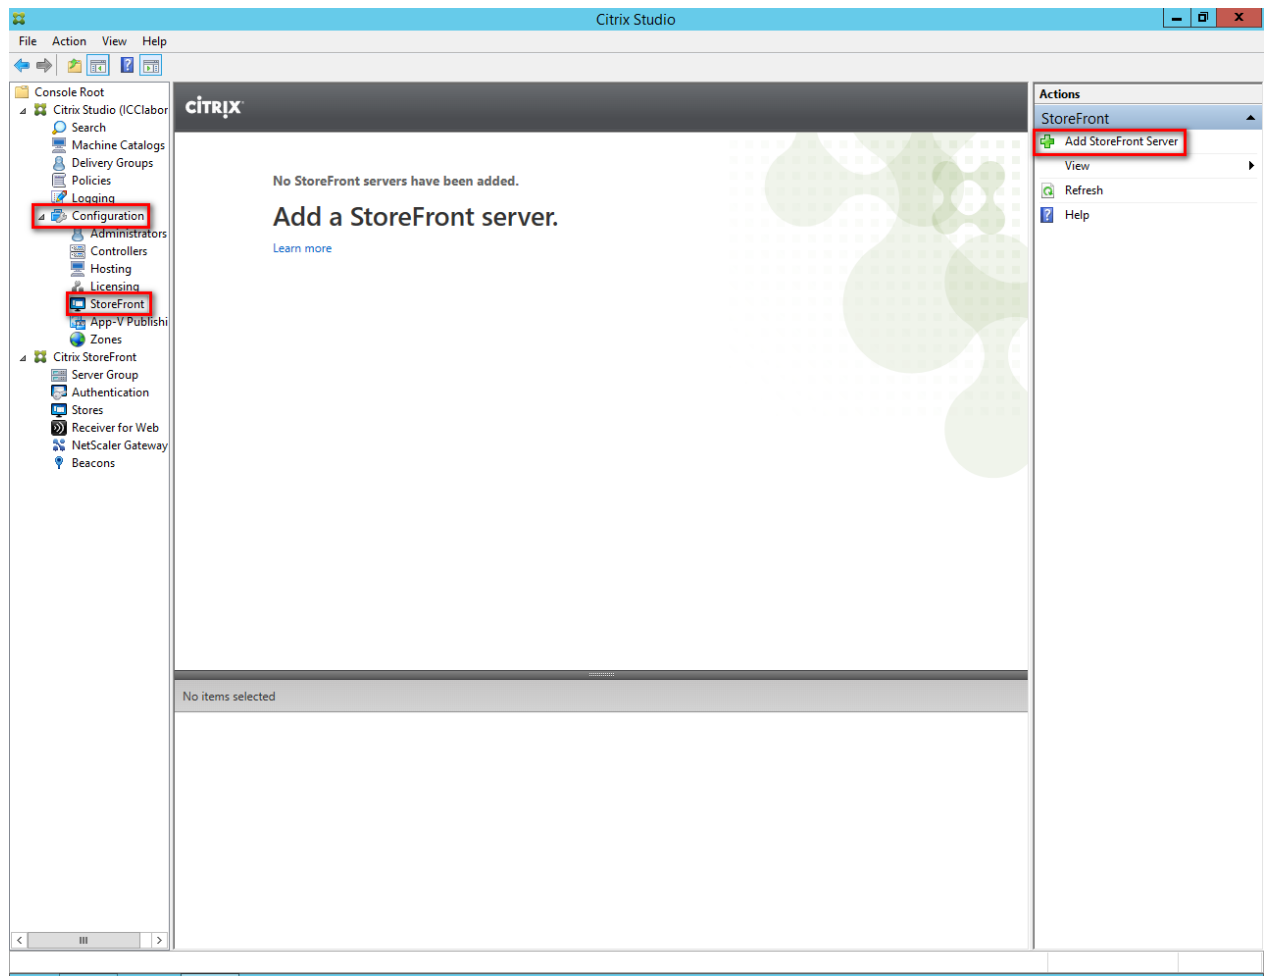 Citrix Studio
File Action View Help
Console Root
Citrix Studio (ICClabor
Search
Machine Catalogs
Delivery Groups
Policies
Logging
Configuration
Administrators
Controllers
Hosting
Licensing
StoreFront
App-V Publishi
Zones
Citrix StoreFront
Server Group
Authentication
Stores
Receiver for Web
NetScaler Gateway
Beacons
CİTRIX
No StoreFront servers have been added.
Add a StoreFront server.
Learn more
No items selected
Actions
StoreFront
Add StoreFront Server
View
Refresh
Help